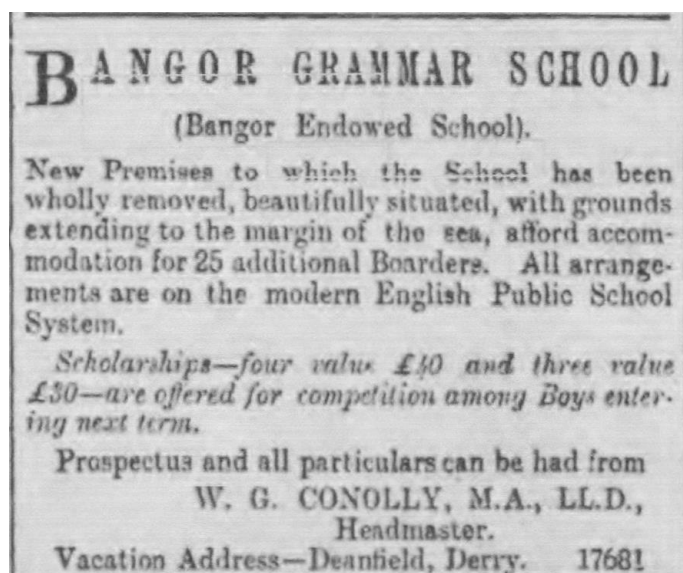 BANGOR GRAMMAR SCHOOL
(Bangor Endowed School).
New Premises to which the School has been
wholly removed, beautifully situated, with grounds
extending to the margin of the sea, afford accom-
modation for 25 additional Boarders. All arrange-
ments are on the modern English Public School
System.
Scholarships—four value £40 and three value
£30—are offered for competition among Boys enter-
ing next term.
Prospectus and all particulars can be had from
W. G. CONOLLY, M.A., LL.D.,
Headmaster.
Vacation Address—Deanfield, Derry. 17681